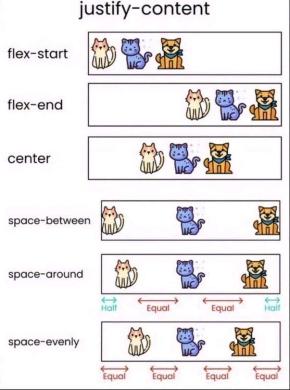 justify-content
flex-start
flex-end
center
space-between
space-around
Half Equal Equal Half
space-evenly
Equal Equal Equal Equal